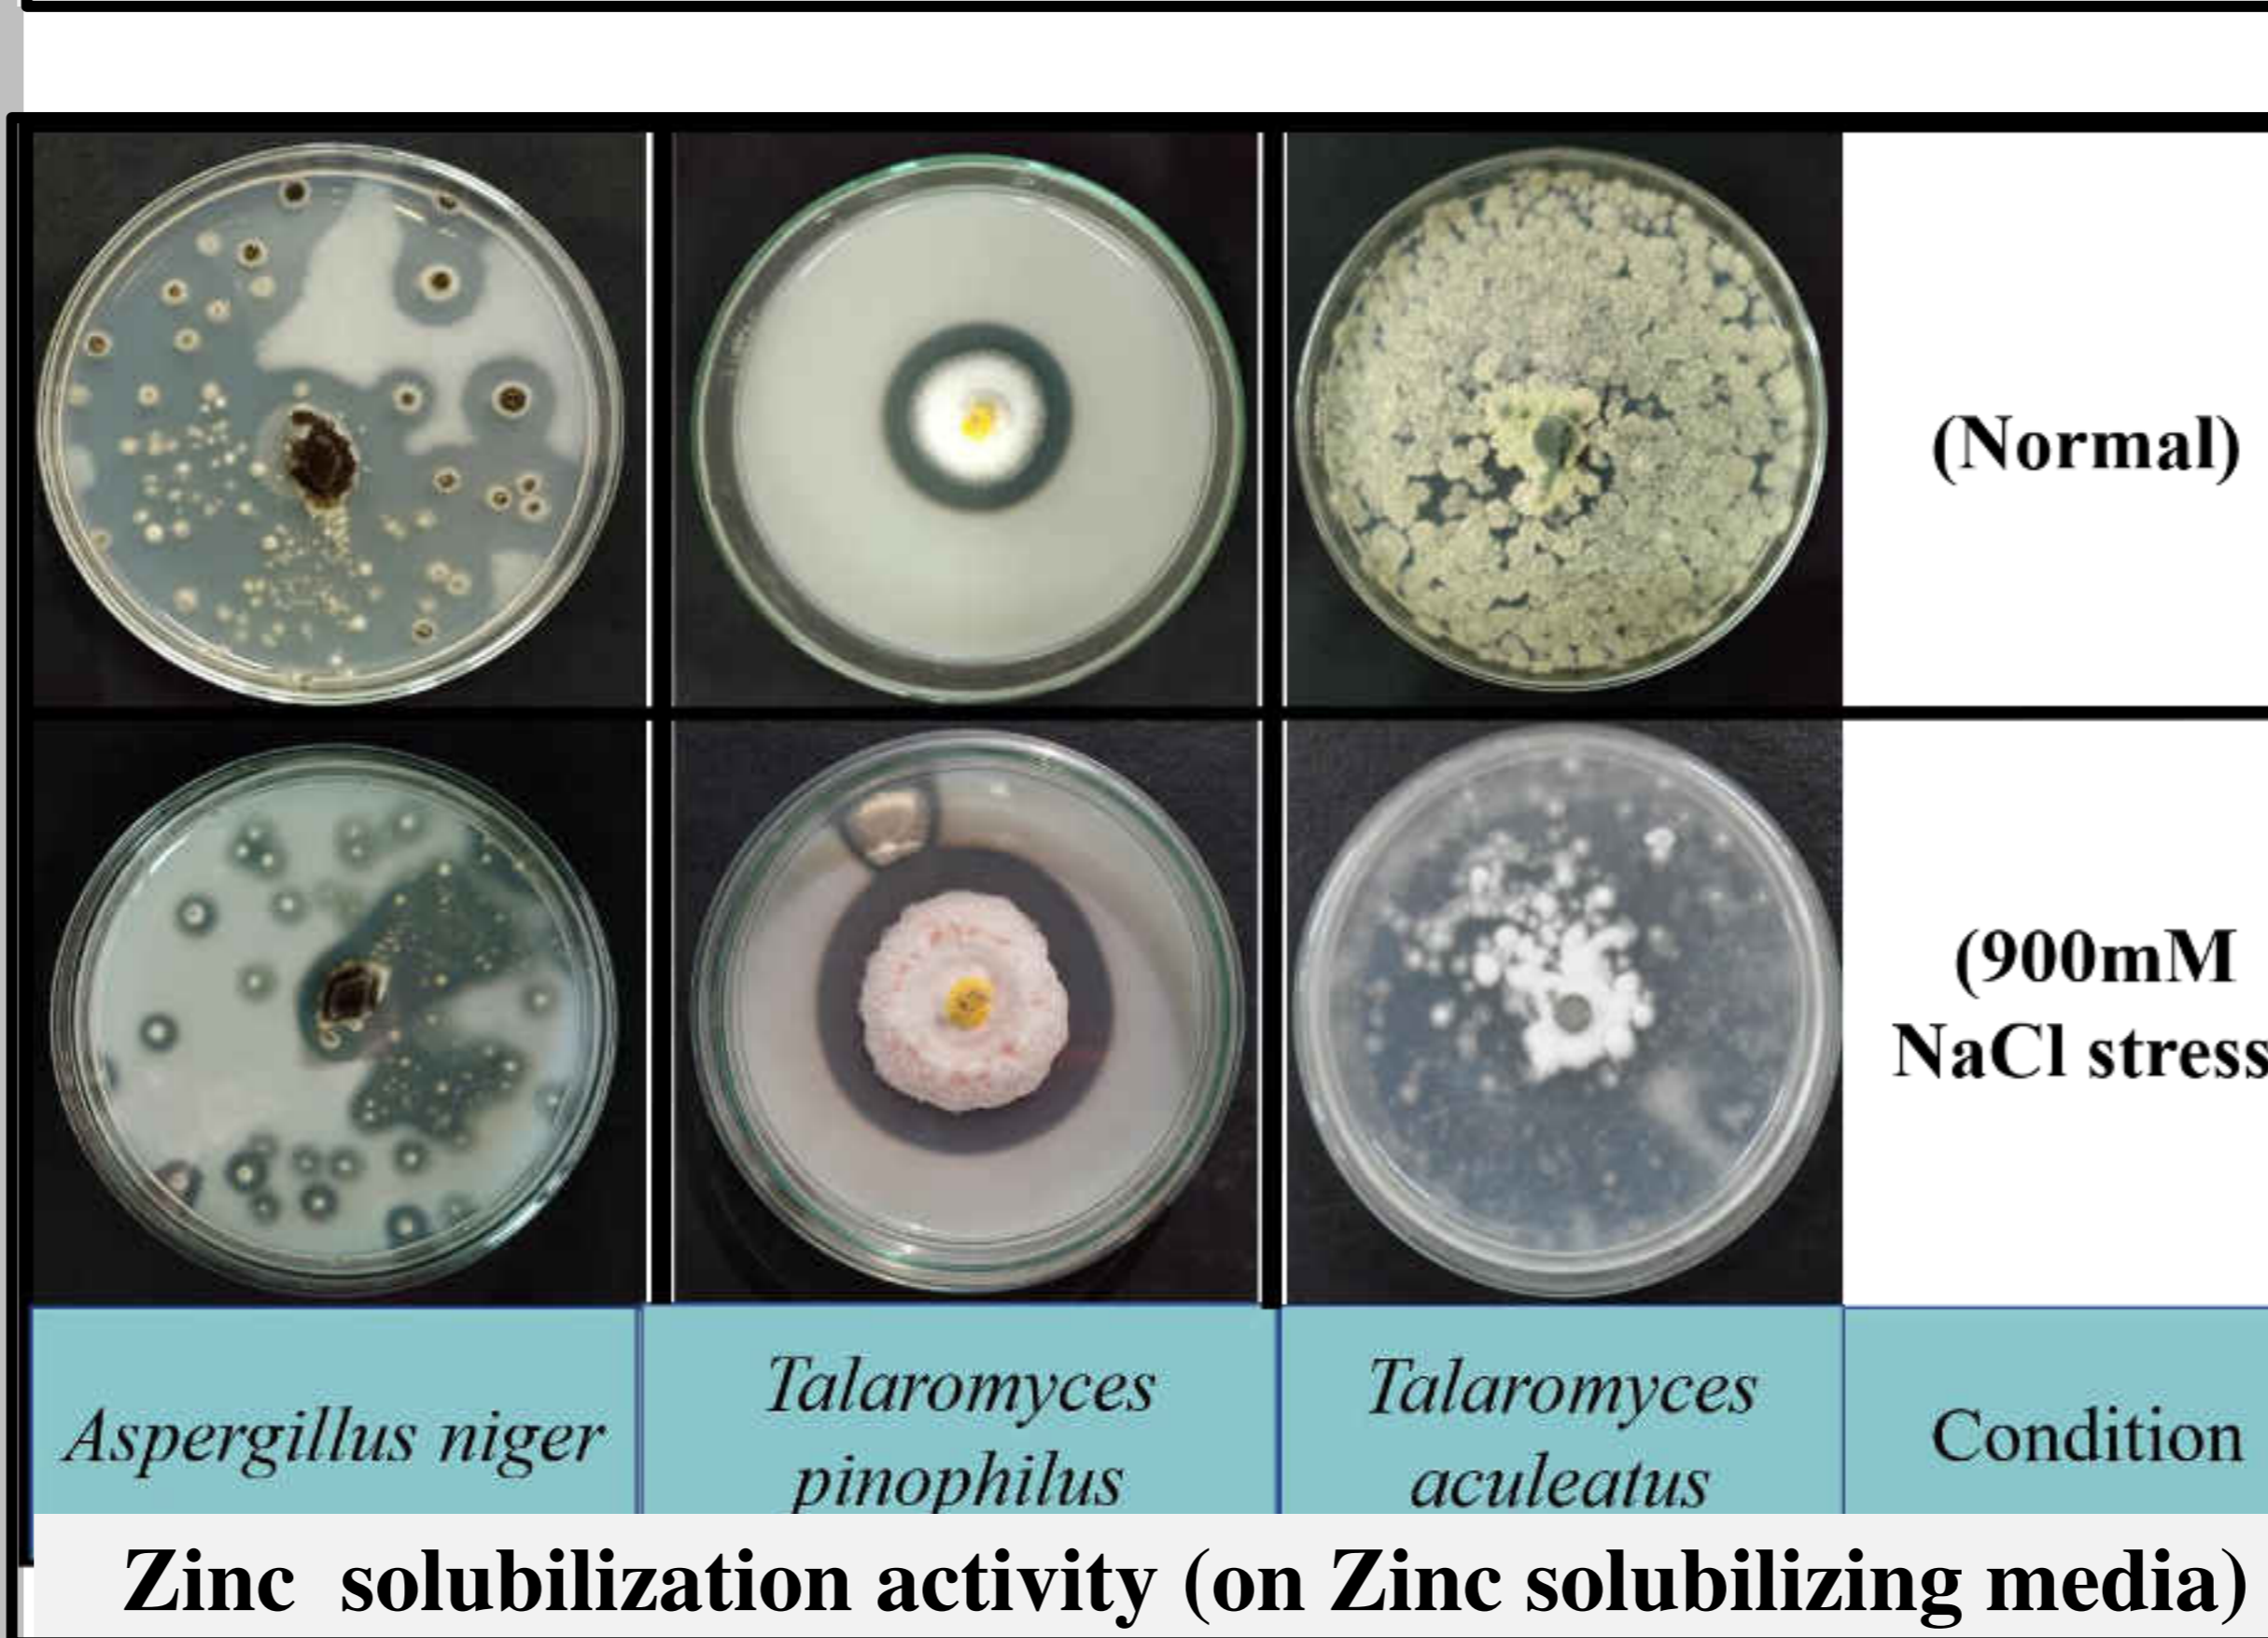 (Normal)
(900mM
NaCl stress
Aspergillus niger
Talaromyces
pinophilus
Talaromyces
aculeatus
Condition
Zinc solubilization activity (on Zinc solubilizing media)